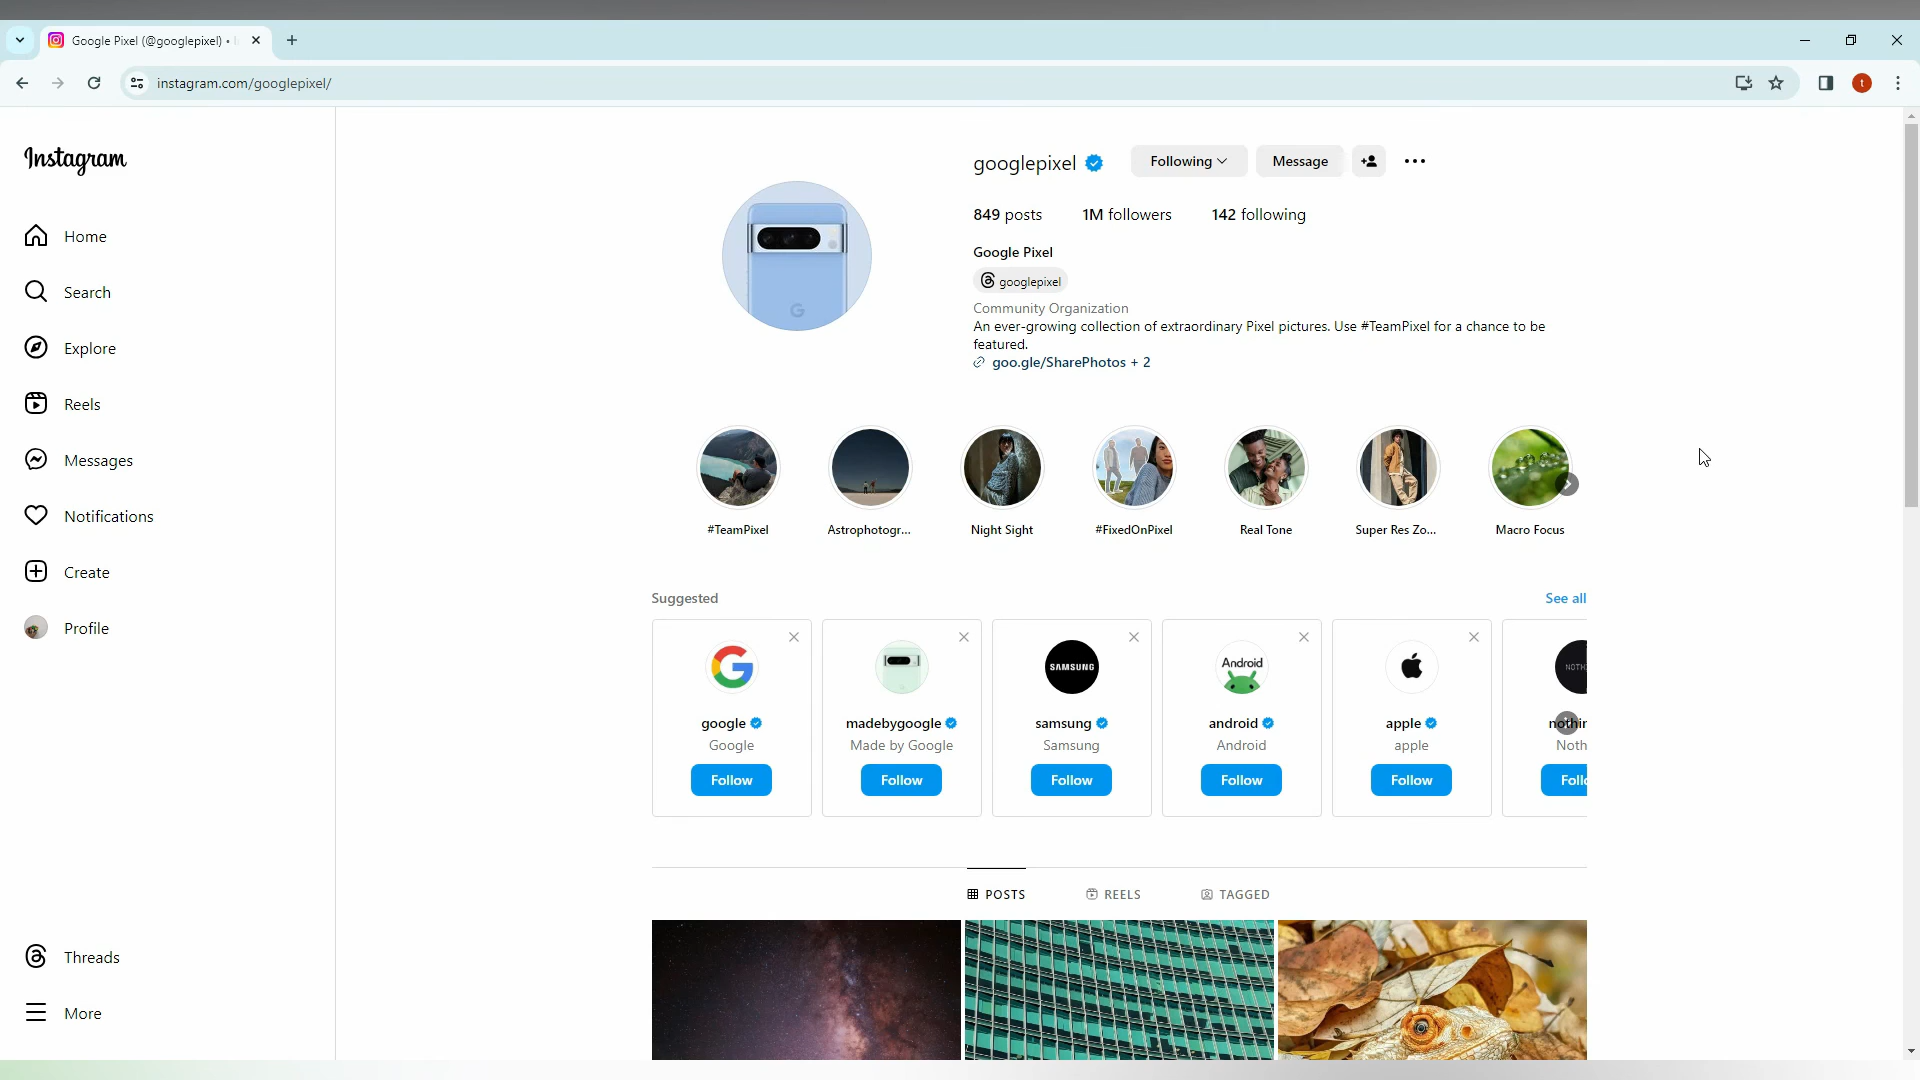 Google Pixel (@googlepixel) •
instagram.com/googlepixel/
t
Instagram
Home
Search
Explore
Reels
Messages
Notifications
Create
Profile
Threads
More
googlepixel
Following
Message
849 posts
1M followers
142 following
Google Pixel
googlepixel
Community Organization
An ever-growing collection of extraordinary Pixel pictures. Use #TeamPixel for a chance to be
featured.
goo.gle/SharePhotos + 2
#TeamPixel
Astrophotogr...
Night Sight
#FixedOnPixel
Real Tone
Super Res Zo...
Macro Focus
Suggested
See all
SAMSUNG
Android
NOTH
google
madebygoogle
samsung
android
apple
nothin
Google
Made by Google
Samsung
Android
apple
Noth
Follow
Follow
Follow
Follow
Follow
Follo
POSTS
REELS
TAGGED